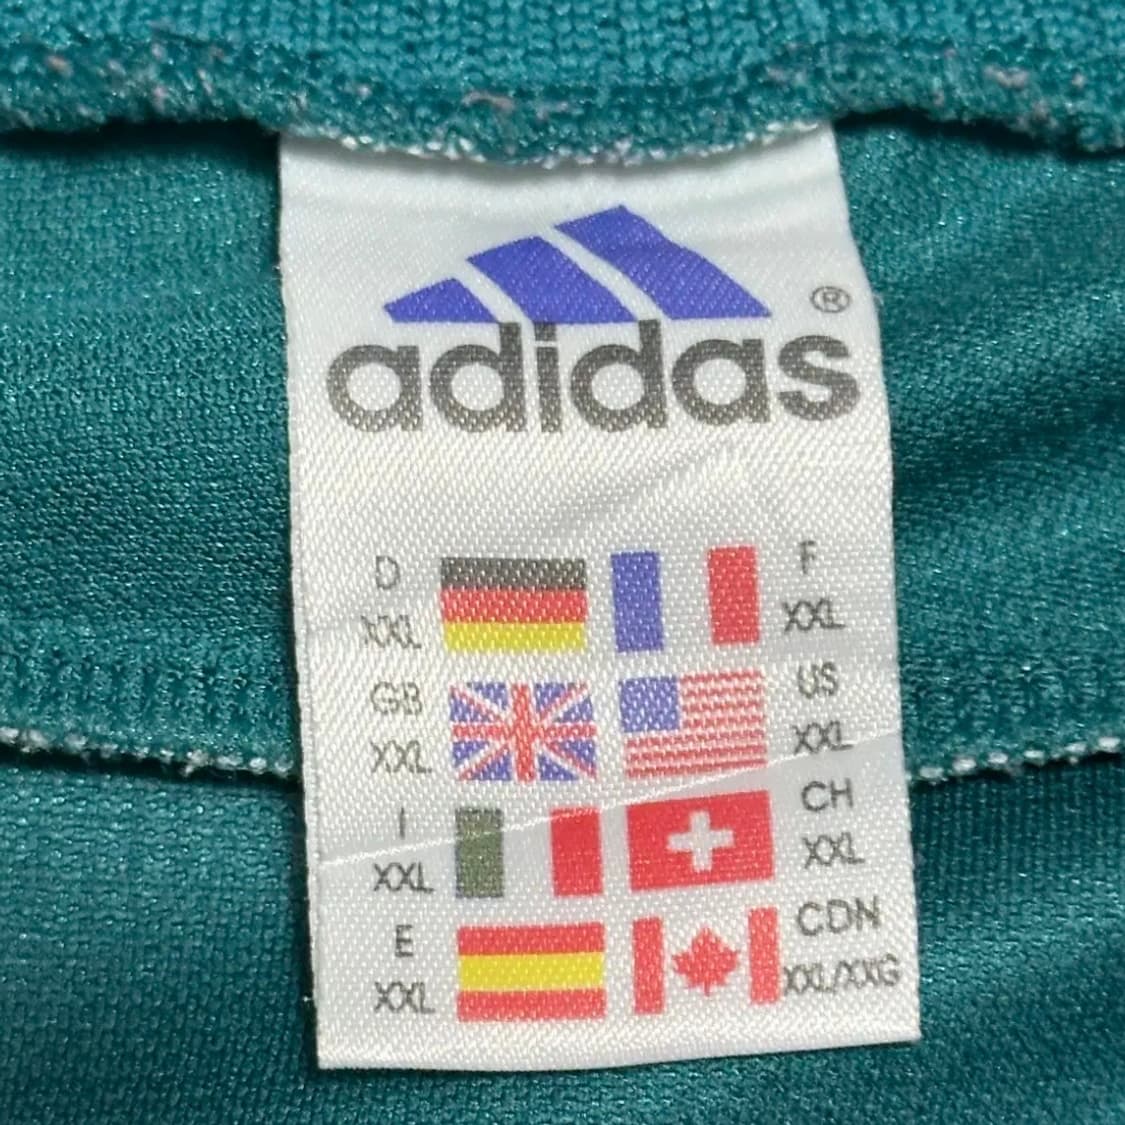 ®
adidas
D F
XXL XXL
GB US
XXL XXL
I CH
XXL XXL
E CDN
XXL XXL/XXG